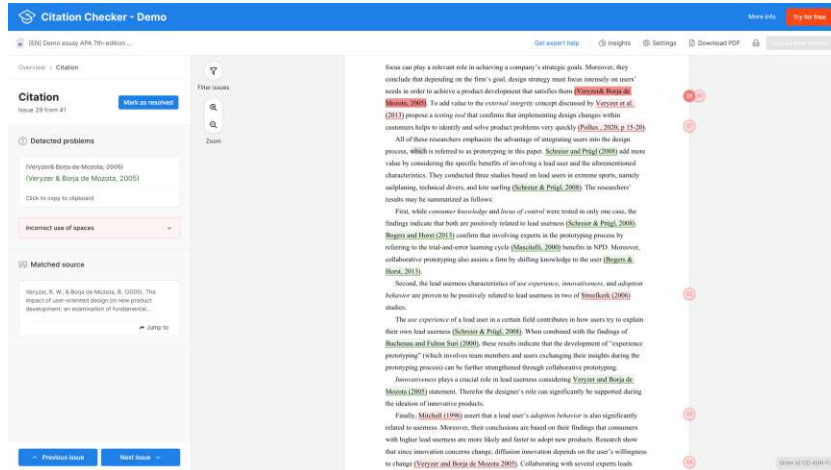 Citation Checker - Demo
More info
Try for free
(EN) Demo essay APA 7th-edition....
Get expert help
Insights
Settings
Download PDF
Overview > Citation
Citation
Issue 29 from 41
Mark as resolved
Detected problems
(Veryzer& Borja de Mozota, 2005)
(Veryzer & Borja de Mozota, 2005)
Click to copy to clipboard
Incorrect use of spaces
Matched source
Veryzer, R. W., & Borja de Mozota, B. (2005). The
impact of user-oriented design on new product
development: an examination of fundamental...
Jump to
Previous issue
Next issue
Filter issues
Zoom
focus can play a relevant role in achieving a company's strategic goals. Moreover, they
conclude that depending on the firm's goal, design strategy must focus intensely on users'
needs in order to achieve a product development that satisfies them (Veryzer& Borja de
Mozota, 2005). To add value to the external integrity concept discussed by Veryzer et al.
(2013) propose a testing tool that confirms that implementing design changes within
customers helps to identify and solve product problems very quickly (Pollux , 2020, p 15-20).
All of these researchers emphasize the advantage of integrating users into the design
process, which is referred to as prototyping in this paper. Schreier and Prügl (2008) add more
value by considering the specific benefits of involving a lead user and the aforementioned
characteristics. They conducted three studies based on lead users in extreme sports, namely
sailplaning, technical divers, and kite surfing (Schreier & Prügl, 2008). The researchers'
results may be summarized as follows:
First, while consumer knowledge and locus of control were tested in only one case, the
findings indicate that both are positively related to lead userness (Schreier & Prügl, 2008).
Bogers and Horst (2013) confirm that involving experts in the prototyping process by
referring to the trial-and-error learning cycle (Mascitelli, 2000) benefits in NPD. Moreover,
collaborative prototyping also assists a firm by shifting knowledge to the user (Bogers &
Horst, 2013).
Second, the lead userness characteristics of use experience, innovativeness, and adoption
behavior are proven to be positively related to lead userness in two of Streefkerk (2006)
studies.
The use experience of a lead user in a certain field contributes in how users try to explain
their own lead userness (Schreier & Prügl, 2008). When combined with the findings of
Buchenau and Fulton Suri (2000), these results indicate that the development of "experience
prototyping" (which involves team members and users exchanging their insights during the
prototyping process) can be further strengthened through collaborative prototyping.
Innovativeness plays a crucial role in lead userness considering Veryzer and Borja de
Mozota (2005) statement. Therefor the designer's role can significantly be supported during
the ideation of innovative products.
Finally, Mitchell (1996) assert that a lead user's adoption behavior is also significantly
related to userness. Moreover, their conclusions are based on their findings that consumers
with higher lead userness are more likely and faster to adopt new products. Research show
that since innovation concerns change, diffusion innovation depends on the user's willingness
to change (Veryzer and Borja de Mozota 2005). Collaborating with several experts leads